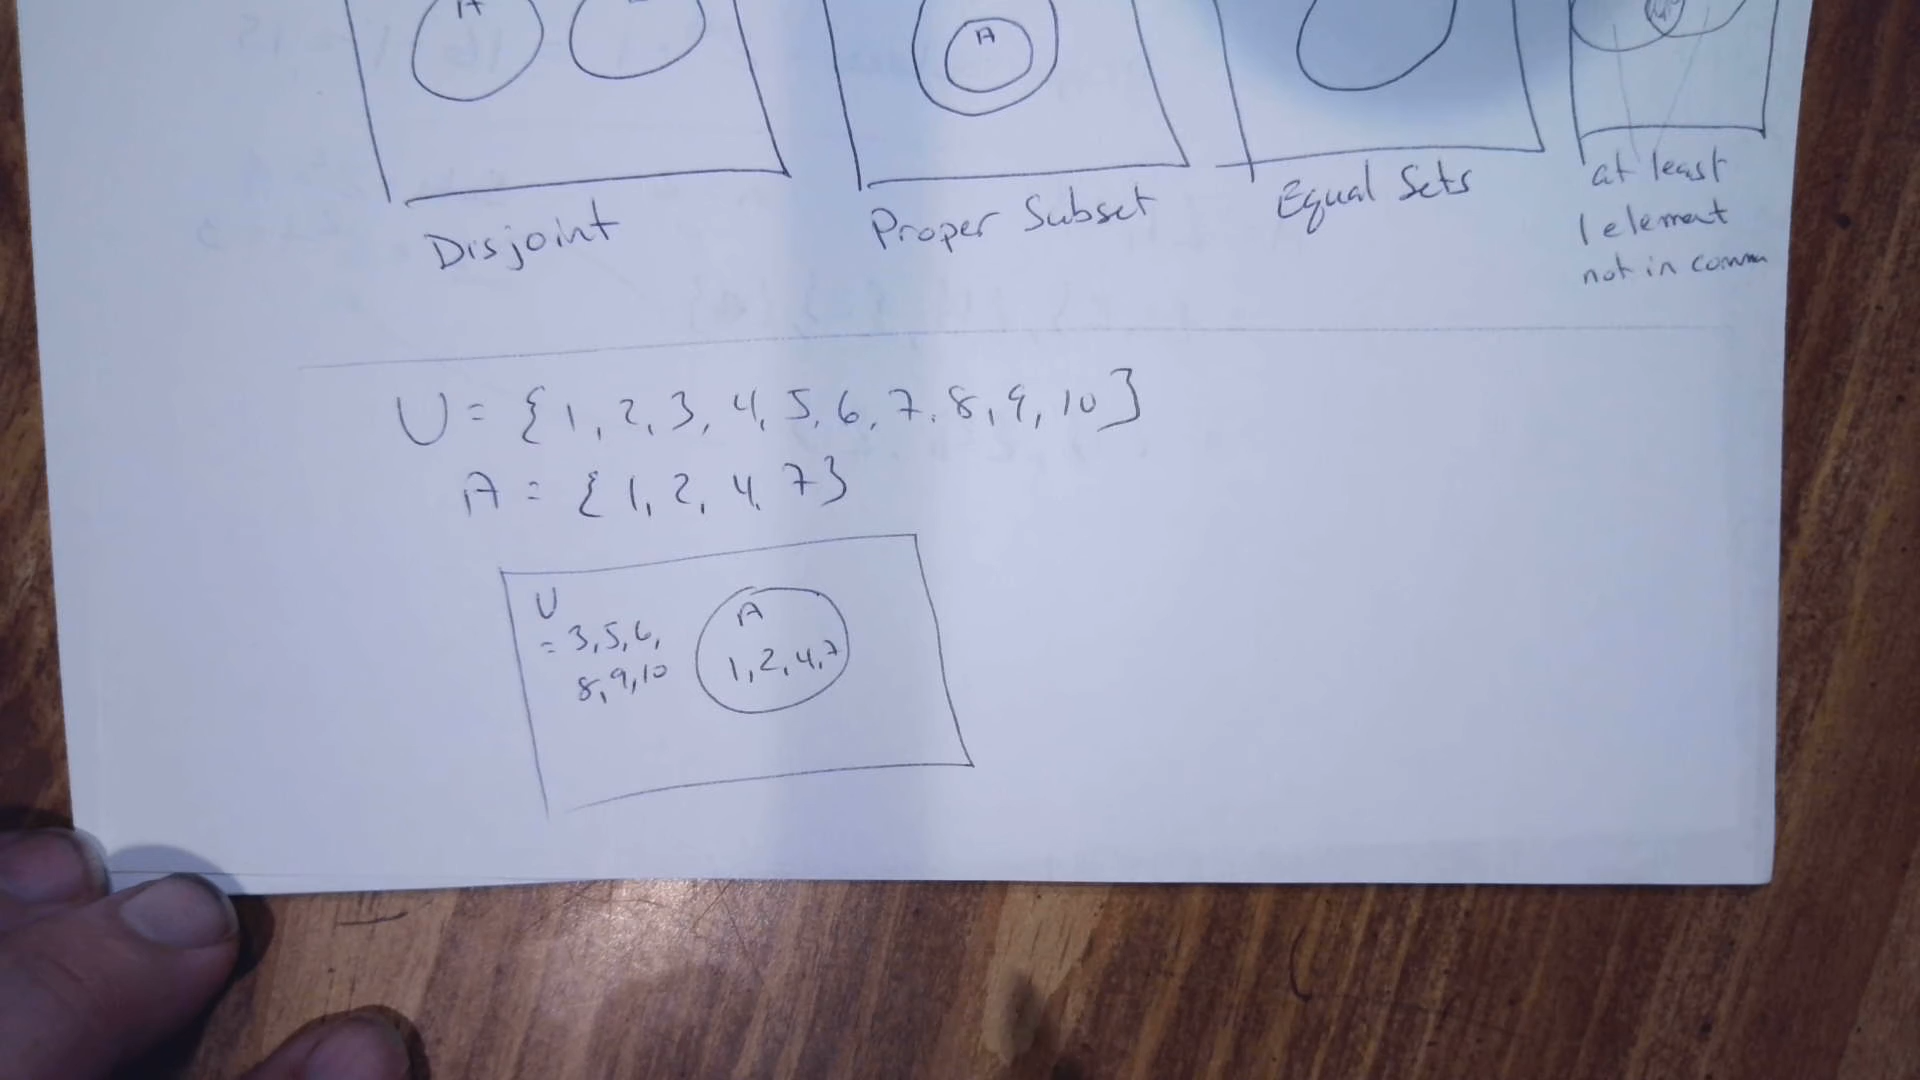 A
A
Disjoint
Proper Subset
Equal Sets
at least
1 element
not in comm
U = {1, 2, 3, 4, 5, 6, 7, 8, 9, 10}
A = {1, 2, 4, 7}
U
= 3,5,6,
8,9,10
A
1,2,4,7